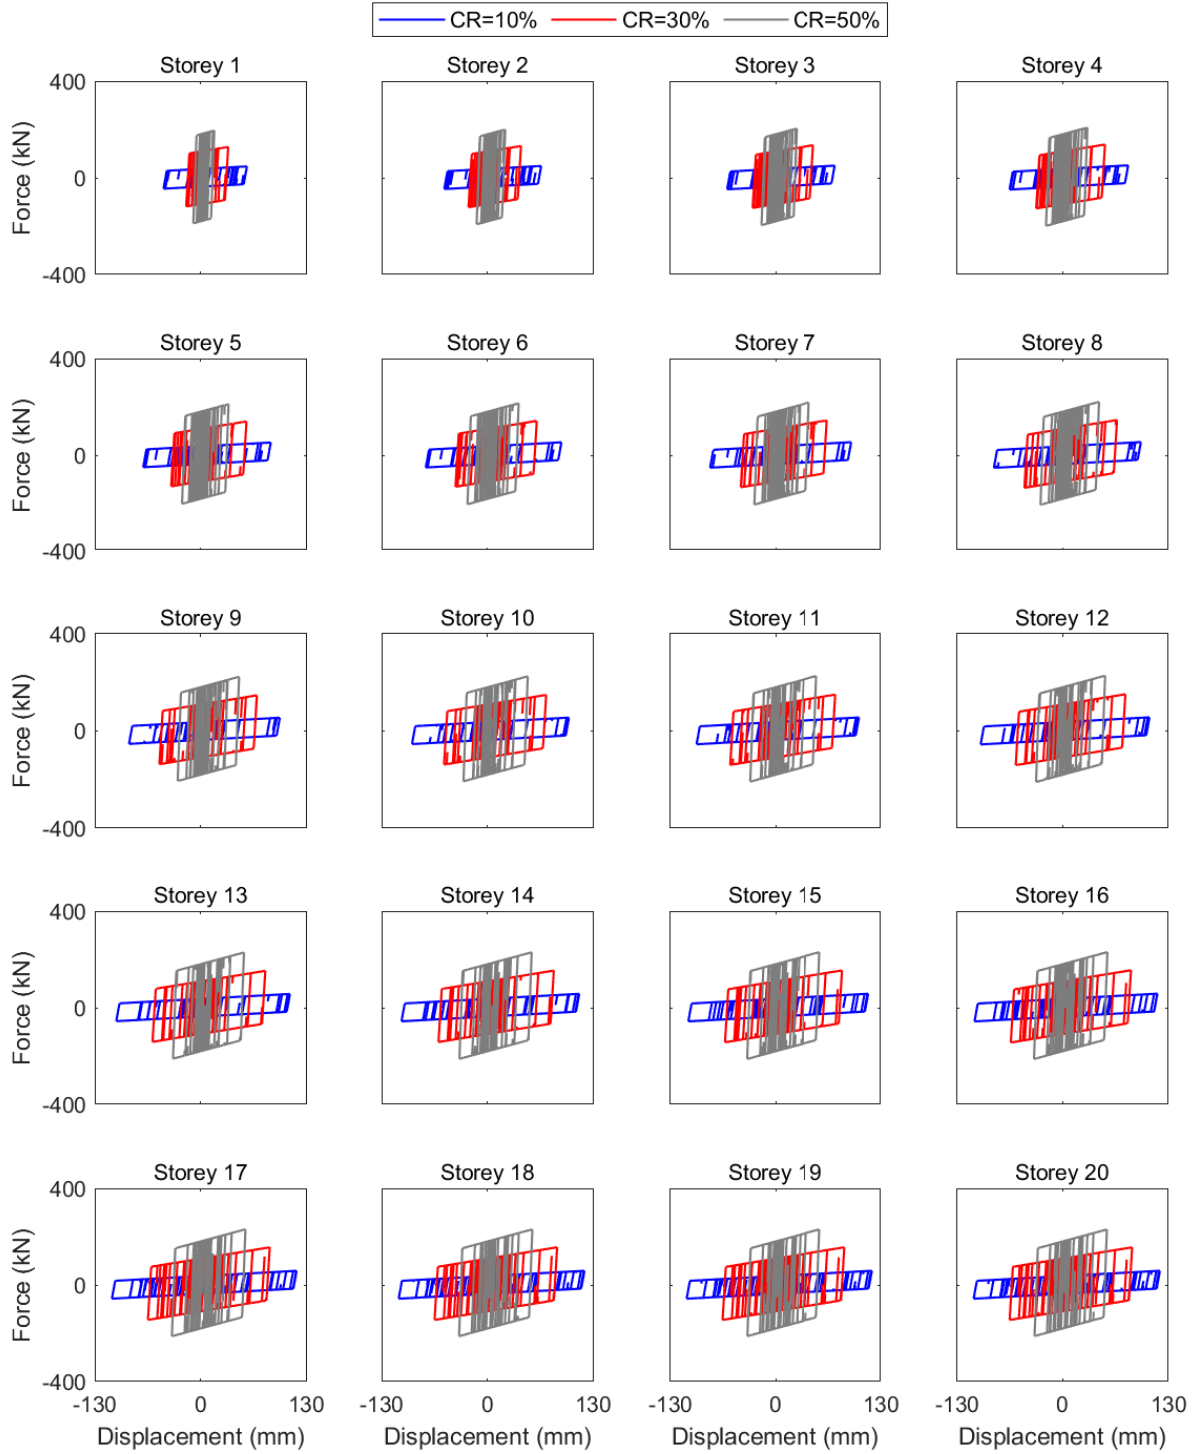 CR=10% CR=30% CR=50%
Storey 1 Storey 2 Storey 3 Storey 4
400
0
-400
Force (kN)
-130 0 130
Storey 5 Storey 6 Storey 7 Storey 8
400
0
-400
Force (kN)
Storey 9 Storey 10 Storey 11 Storey 12
400
0
-400
Force (kN)
Storey 13 Storey 14 Storey 15 Storey 16
400
0
-400
Force (kN)
Storey 17 Storey 18 Storey 19 Storey 20
400
0
-400
Force (kN)
-130 0 130 -130 0 130 -130 0 130 -130 0 130
Displacement (mm) Displacement (mm) Displacement (mm) Displacement (mm)